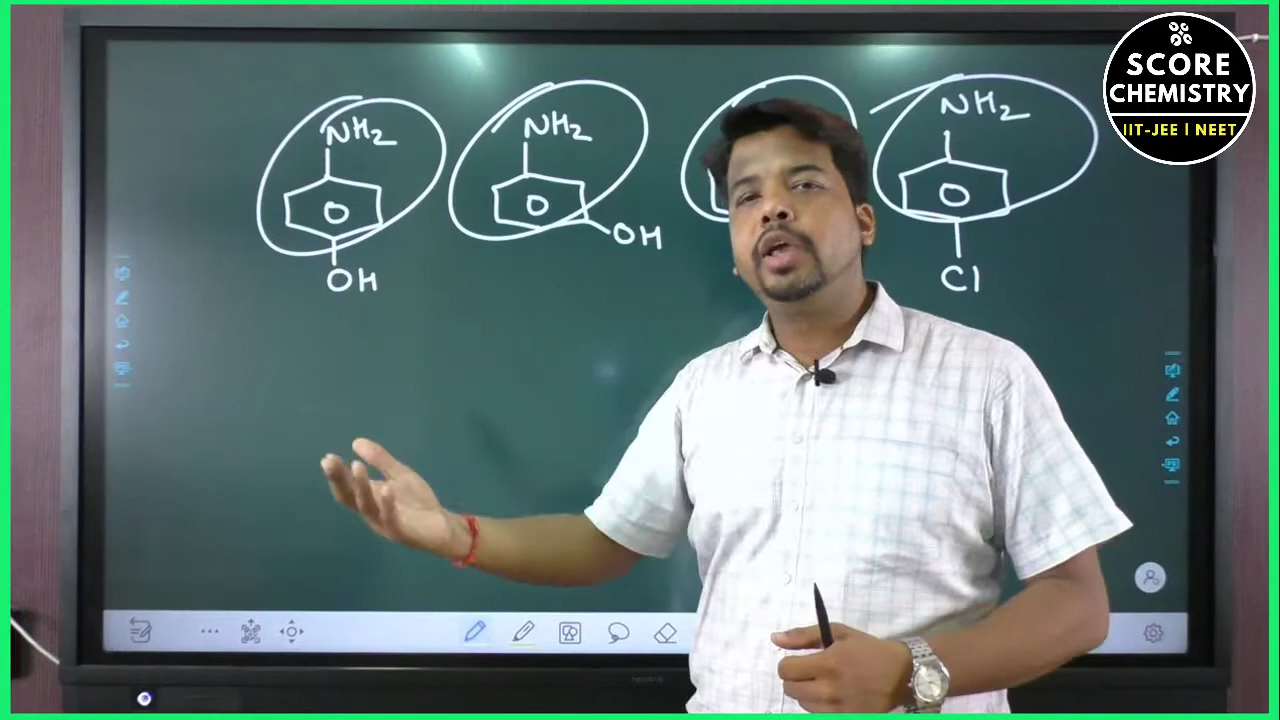 SCORE
CHEMISTRY
IIT-JEE | NEET
NH2
NH2
NH2
OH
OH
Cl